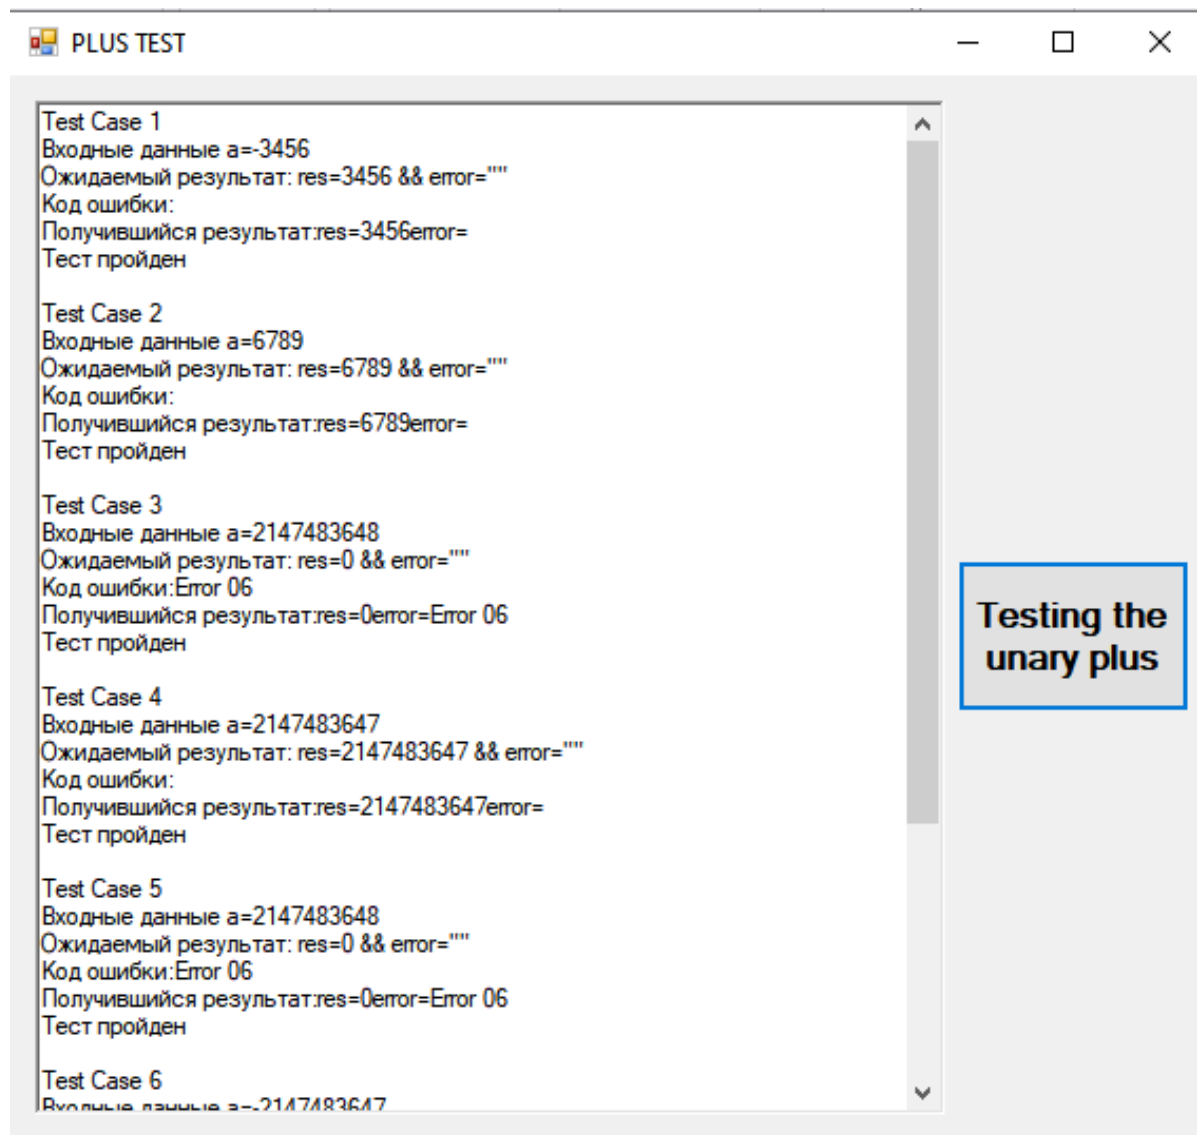 PLUS TEST
Test Case 1
Входные данные a=-3456
Ожидаемый результат: res=3456 && error=""
Код ошибки:
Получившийся результат:res=3456error=
Тест пройден
Test Case 2
Входные данные a=6789
Ожидаемый результат: res=6789 && error=""
Код ошибки:
Получившийся результат:res=6789error=
Тест пройден
Test Case 3
Входные данные a=2147483648
Ожидаемый результат: res=0 && error=""
Код ошибки:Error 06
Получившийся результат:res=0error=Error 06
Тест пройден
Test Case 4
Входные данные a=2147483647
Ожидаемый результат: res=2147483647 && error=""
Код ошибки:
Получившийся результат:res=2147483647error=
Тест пройден
Test Case 5
Входные данные a=2147483648
Ожидаемый результат: res=0 && error=""
Код ошибки:Error 06
Получившийся результат:res=0error=Error 06
Тест пройден
Test Case 6
Входные данные a=-2147483647
Testing the
unary plus